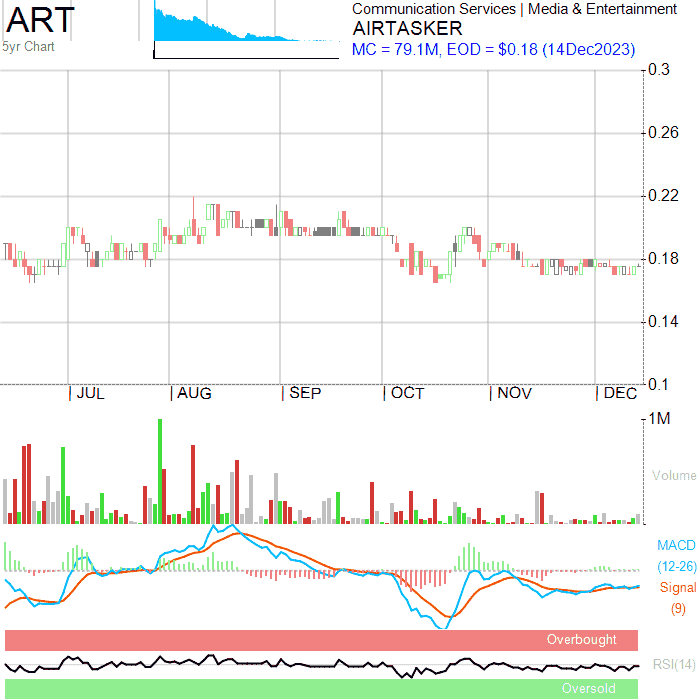 ART
5yr Chart
Communication Services | Media & Entertainment
AIRTASKER
MC = 79.1M, EOD = $0.18 (14Dec2023)
0.3
0.26
0.22
0.18
0.14
0.1
JUL AUG SEP OCT NOV DEC
1M
Volume
MACD
(12-26)
Signal
(9)
Overbought
RSI(14)
Oversold